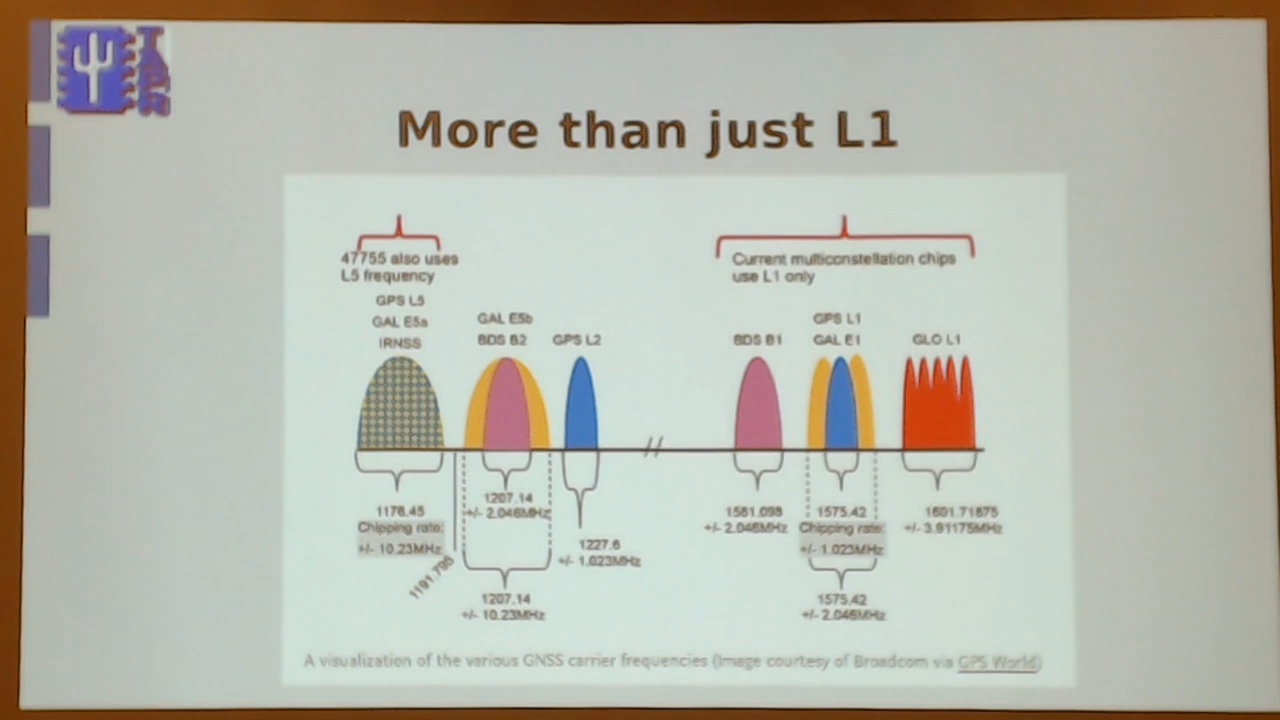 TAPR
More than just L1
47755 also uses
L5 frequency
Current multiconstellation chips
use L1 only
GPS L5
GAL E5a
IRNSS
GAL E5b
BDS B2
GPS L2
BDS B1
GPS L1
GAL E1
GLO L1
1176.45
Chipping rate:
+/- 10.23MHz
1191.795
1207.14
+/- 2.046MHz
1207.14
+/- 10.23MHz
1227.6
+/- 1.023MHz
1561.098
+/- 2.046MHz
1575.42
Chipping rate:
+/- 1.023MHz
1575.42
+/- 2.046MHz
1601.71875
+/- 3.91175MHz
A visualization of the various GNSS carrier frequencies (Image courtesy of Broadcom via GPS World)